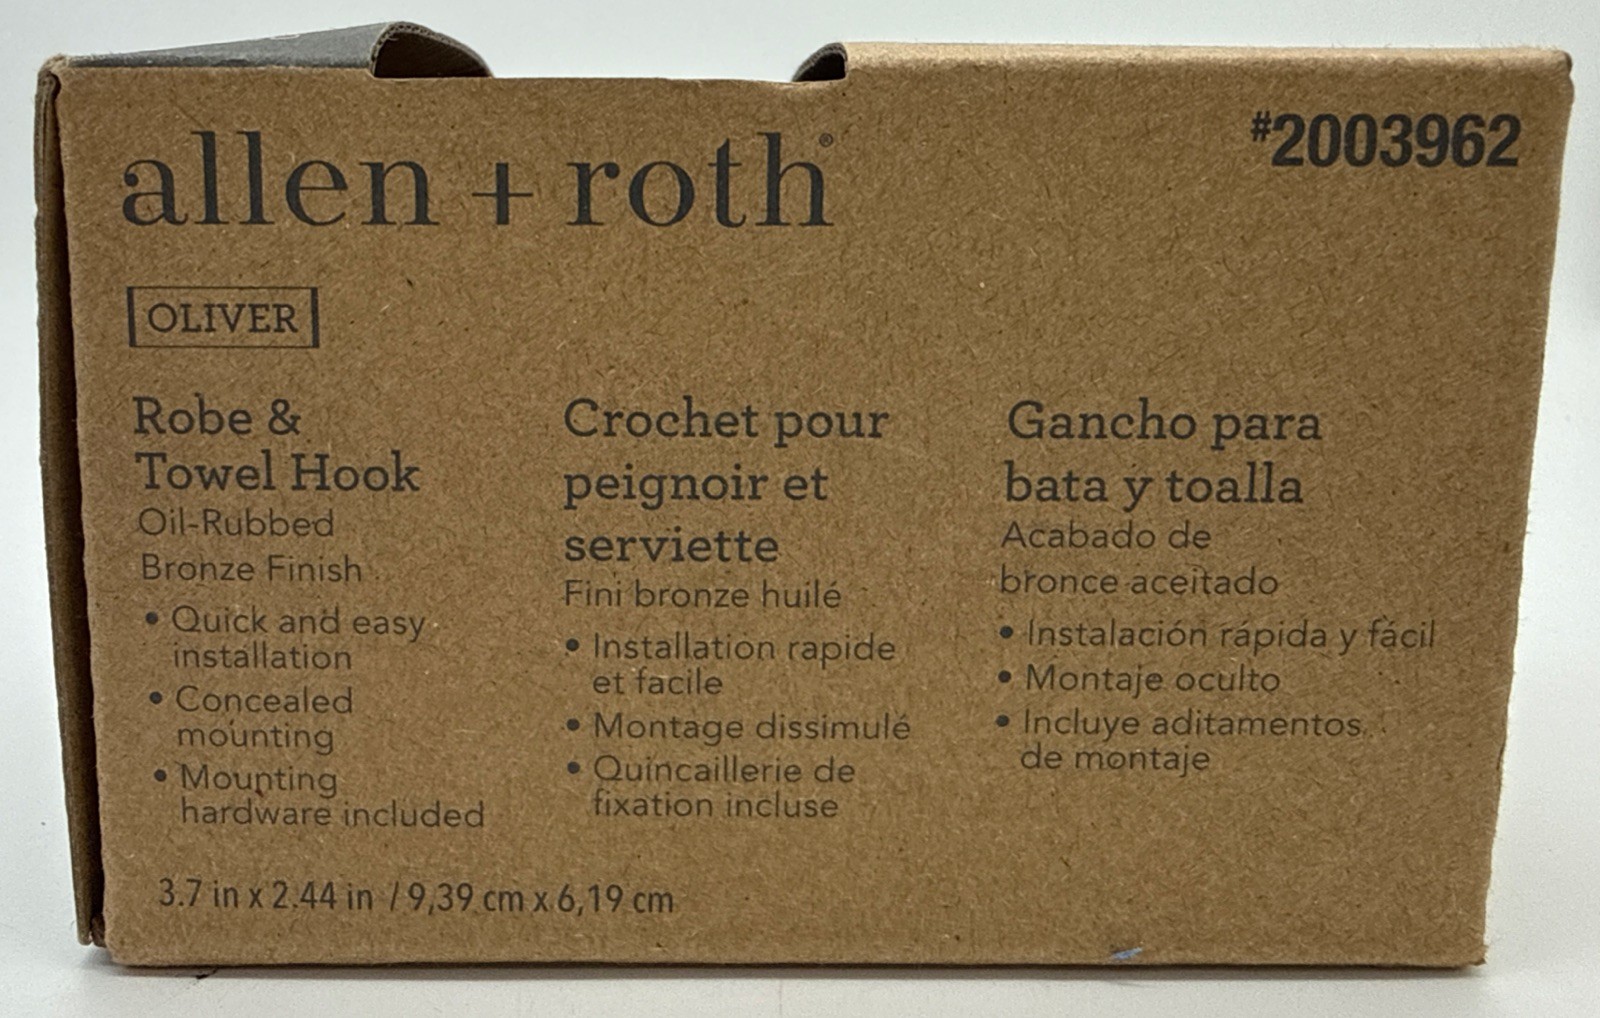 allen + roth®
#2003962
OLIVER
Robe &
Towel Hook
Oil-Rubbed
Bronze Finish
• Quick and easy
installation
• Concealed
mounting
• Mounting
hardware included
Crochet pour
peignoir et
serviette
Fini bronze huilé
• Installation rapide
et facile
• Montage dissimulé
• Quincaillerie de
fixation incluse
Gancho para
bata y toalla
Acabado de
bronce aceitado
• Instalación rápida y fácil
• Montaje oculto
• Incluye aditamentos
de montaje
3.7 in x 2.44 in / 9,39 cm x 6,19 cm